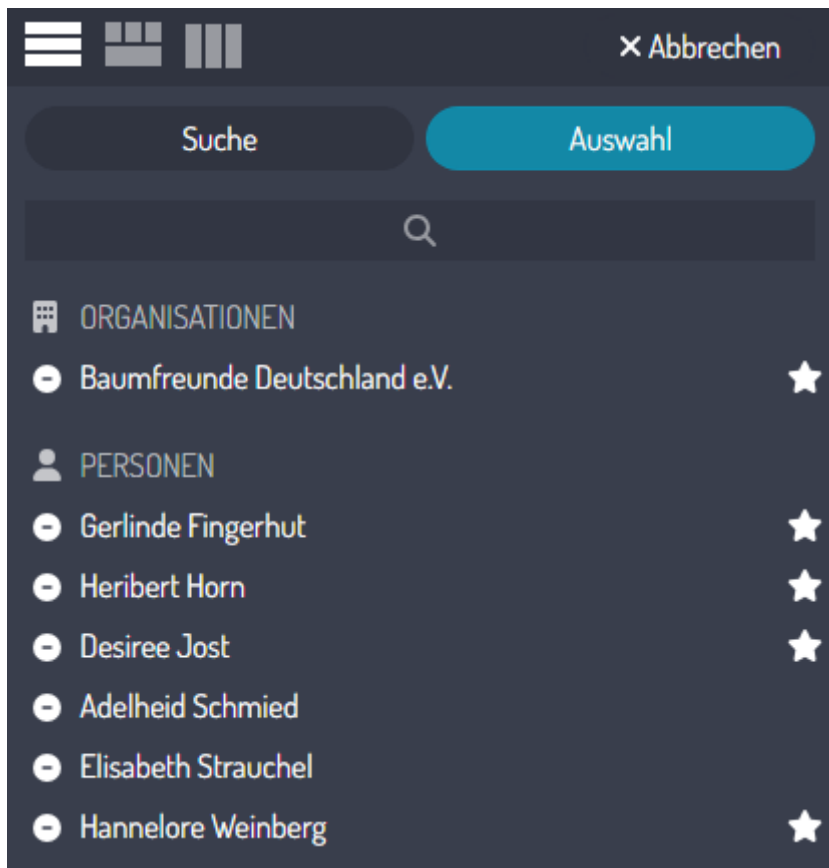 Abbrechen
Suche Auswahl
ORGANISATIONEN
Baumfreunde Deutschland e.V.
PERSONEN
Gerlinde Fingerhut
Heribert Horn
Desiree Jost
Adelheid Schmied
Elisabeth Strauchel
Hannelore Weinberg